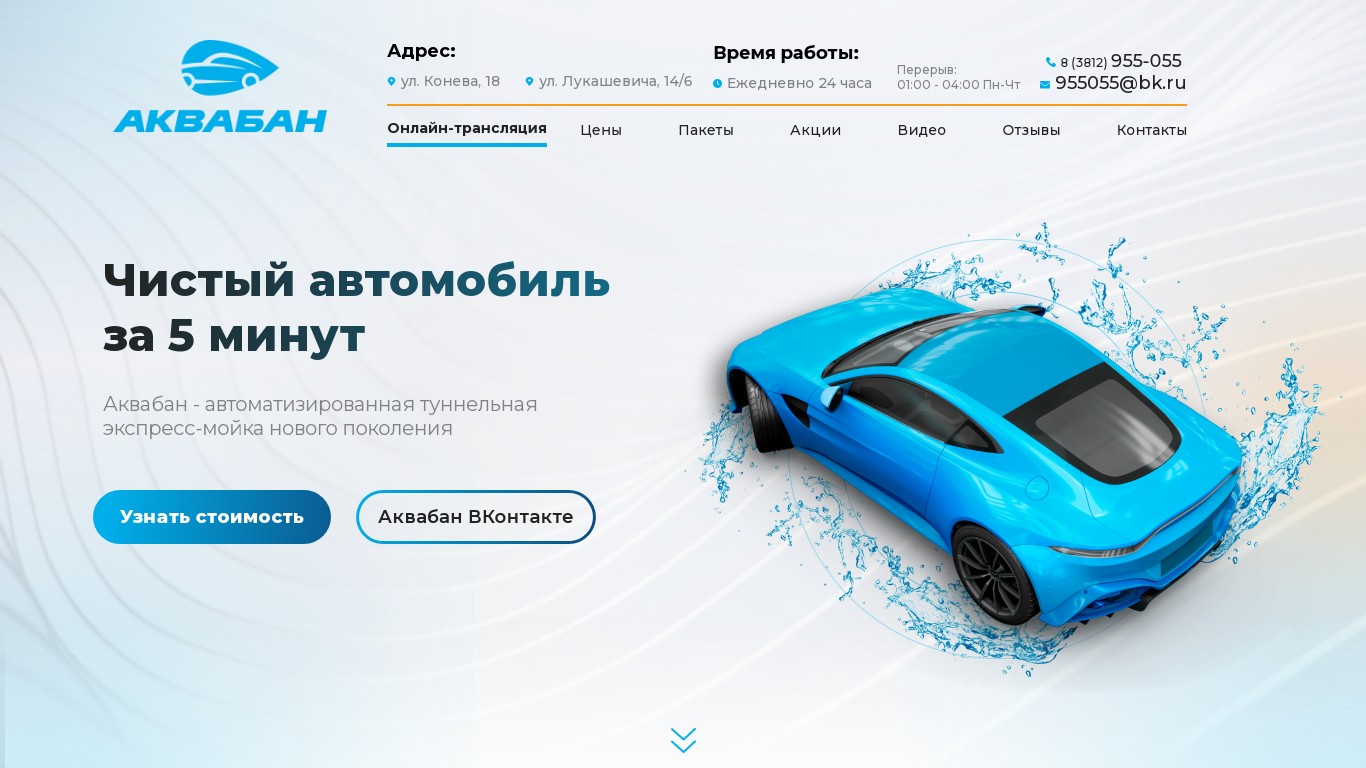 АКВАБАН
Адрес:
ул. Конева, 18
ул. Лукашевича, 14/6
Время работы:
Ежедневно 24 часа
Перерыв:
01:00 - 04:00 Пн-Чт
8 (3812) 955-055
955055@bk.ru
Онлайн-трансляция
Цены
Пакеты
Акции
Видео
Отзывы
Контакты
Чистый автомобиль
за 5 минут
Аквабан - автоматизированная туннельная
экспресс-мойка нового поколения
Узнать стоимость
Аквабан ВКонтакте